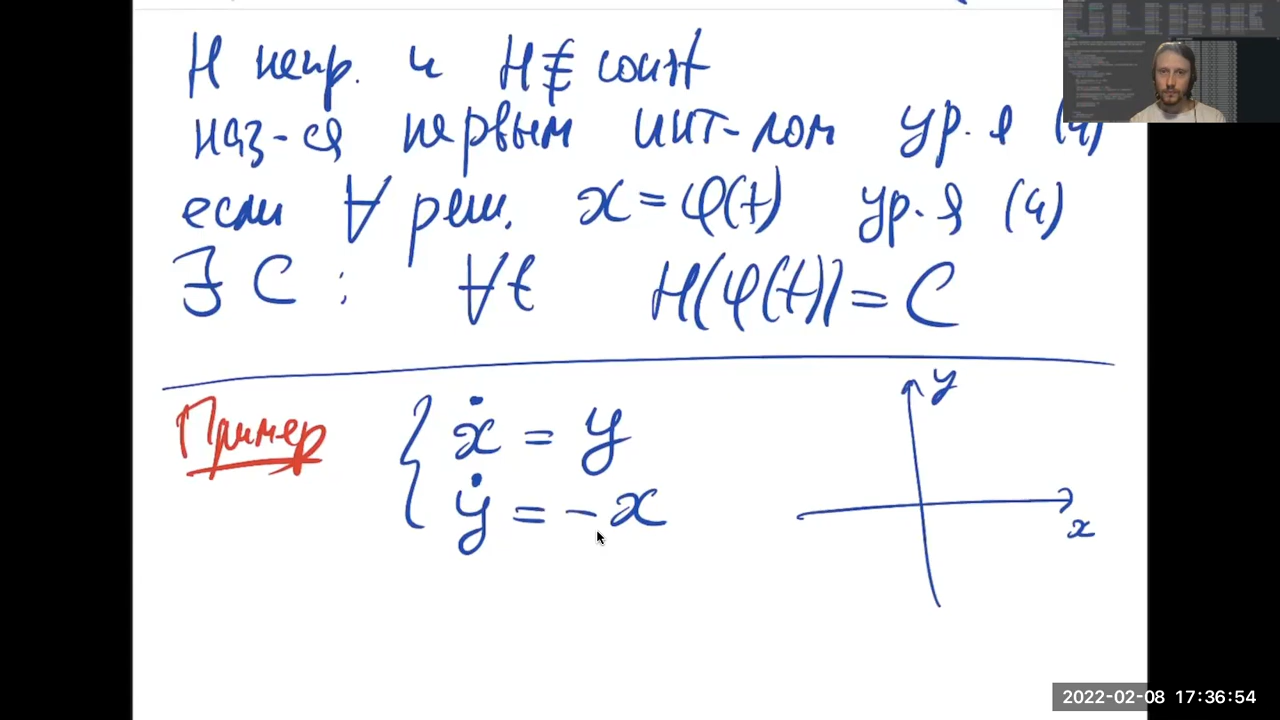 H непр. и H ≢ const
наз-ся первым инт-лом ур. я (4)
если ∀ реш. x = φ(t) ур-я (4)
∃ C : ∀t H(φ(t)) = C
y
Пример { ẋ = y
ẏ = -x
x
2022-02-08 17:36:54